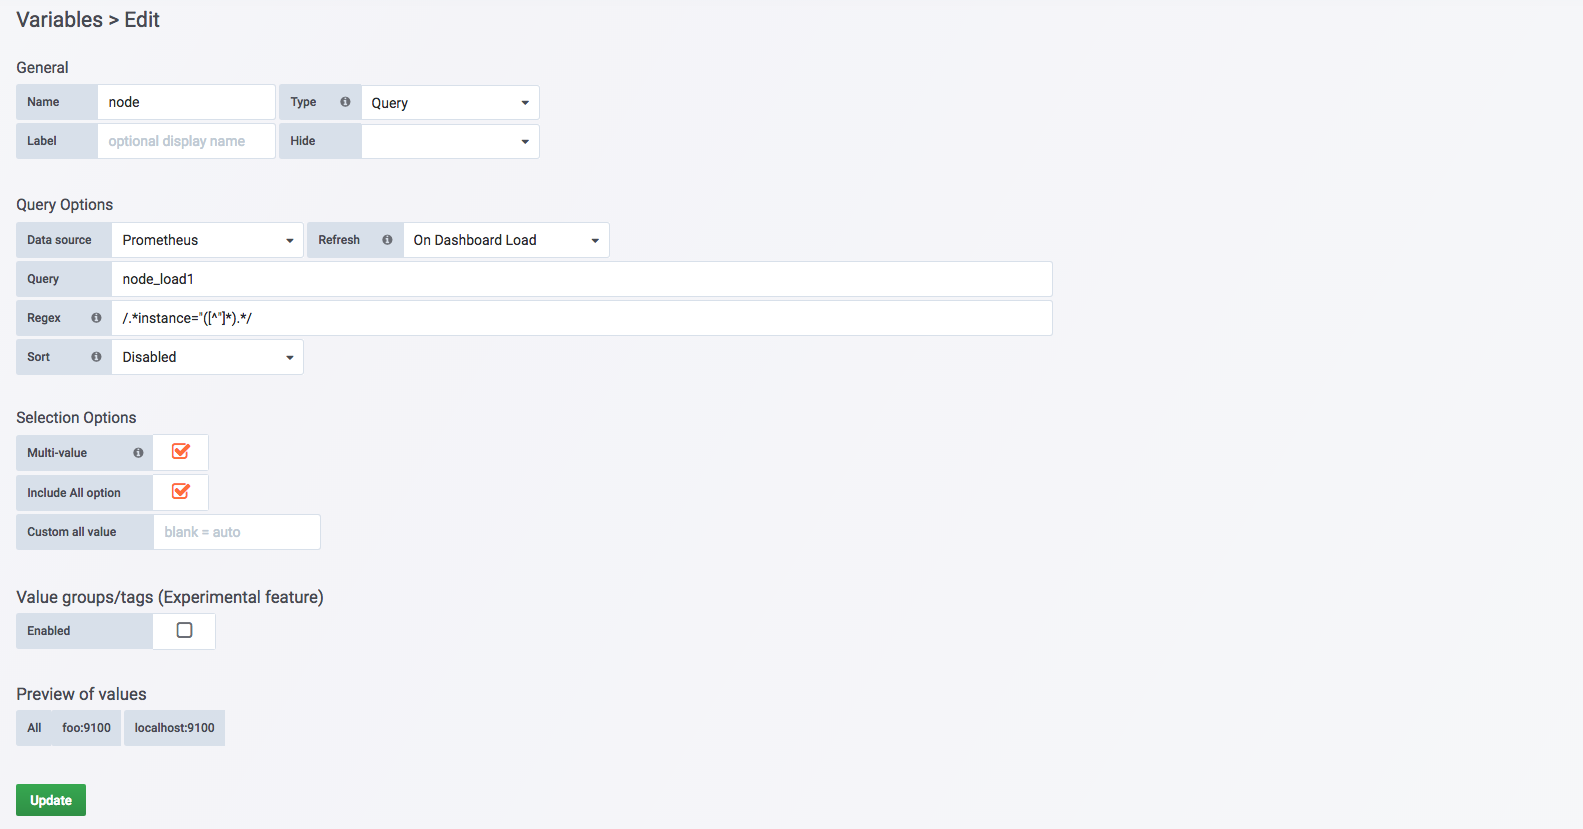 Variables > Edit
General
Name node Type Query
Label optional display name Hide
Query Options
Data source Prometheus Refresh On Dashboard Load
Query node_load1
Regex /.*instance="([^"]*).*/
Sort Disabled
Selection Options
Multi-value
Include All option
Custom all value blank = auto
Value groups/tags (Experimental feature)
Enabled
Preview of values
All foo:9100 localhost:9100
Update